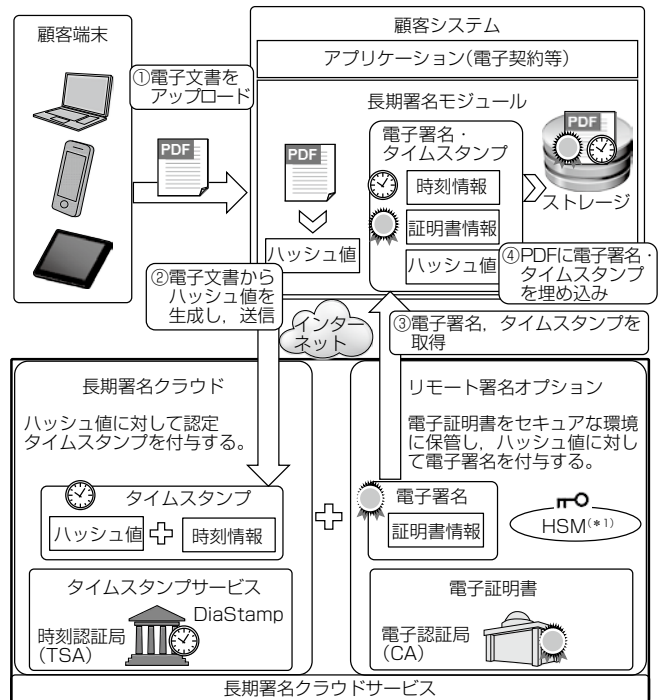 顧客端末
①電子文書を
アップロード
PDF
顧客システム
アプリケーション(電子契約等)
長期署名モジュール
PDF
ハッシュ値
電子署名・
タイムスタンプ
時刻情報
証明書情報
ハッシュ値
PDF
ストレージ
②電子文書から
ハッシュ値を
生成し，送信
④PDFに電子署名・
タイムスタンプ
を埋め込み
インター
ネット
③電子署名，タイムスタンプを
取得
長期署名クラウド
ハッシュ値に対して認定
タイムスタンプを付与する。
タイムスタンプ
ハッシュ値
時刻情報
タイムスタンプサービス
DiaStamp
時刻認証局
(TSA)
リモート署名オプション
電子証明書をセキュアな環境
に保管し，ハッシュ値に対し
て電子署名を付与する。
電子署名
証明書情報
HSM(*1)
電子証明書
電子認証局
(CA)
長期署名クラウドサービス